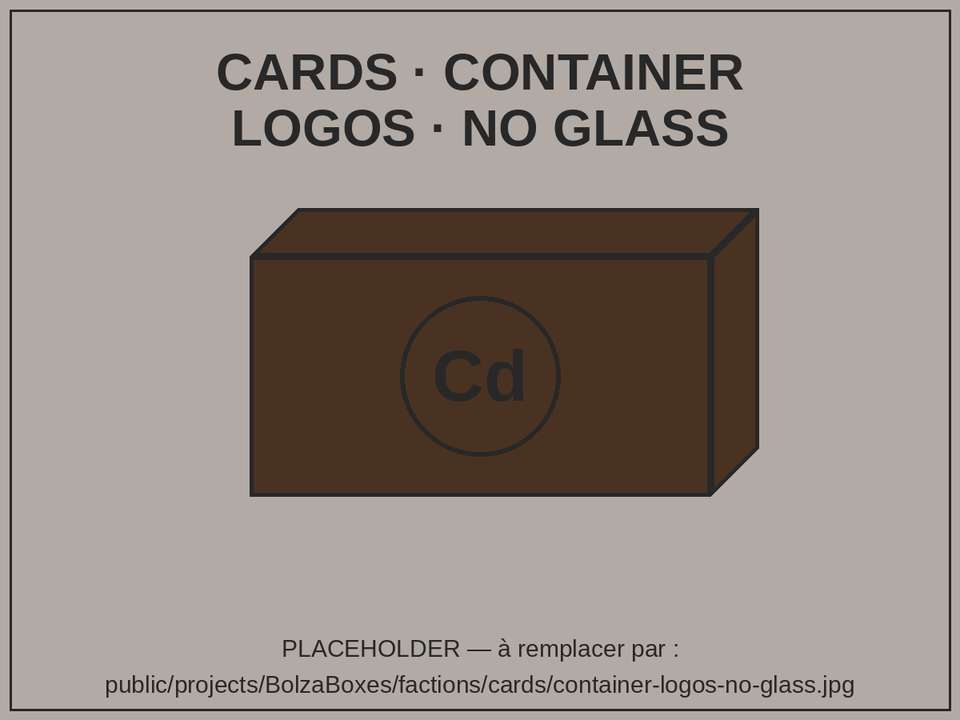 CARDS · CONTAINER
LOGOS · NO GLASS
Cd
PLACEHOLDER — à remplacer par :
public/projects/BolzaBoxes/factions/cards/container-logos-no-glass.jpg